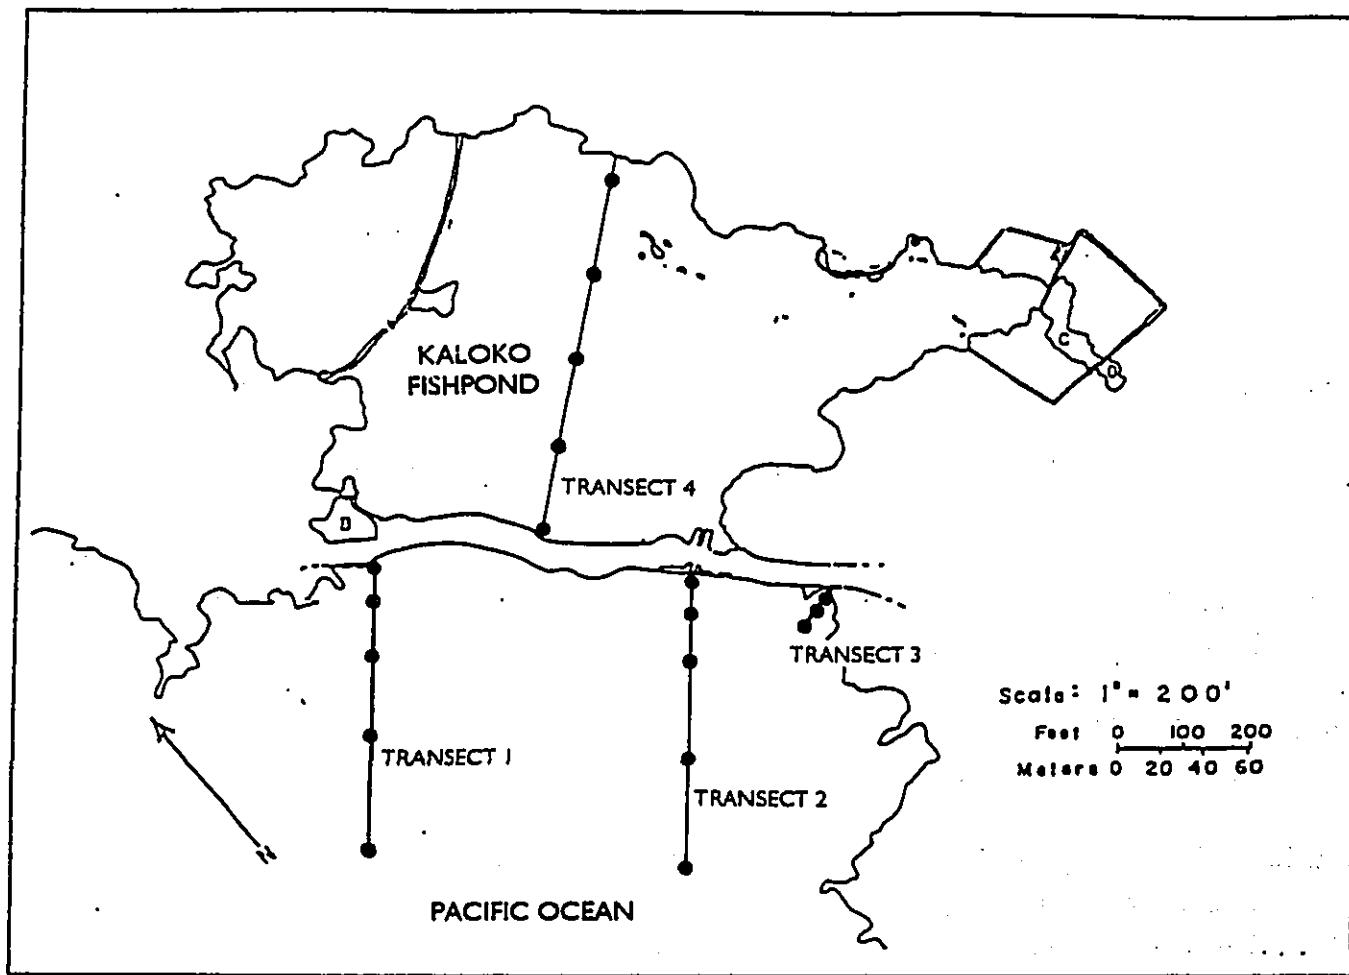 KALOKO
FISHPOND
TRANSECT 4
C
D
TRANSECT 3
Scale: 1" = 200'
Feet 0 100 200
Meters 0 20 40 60
TRANSECT 1
TRANSECT 2
PACIFIC OCEAN